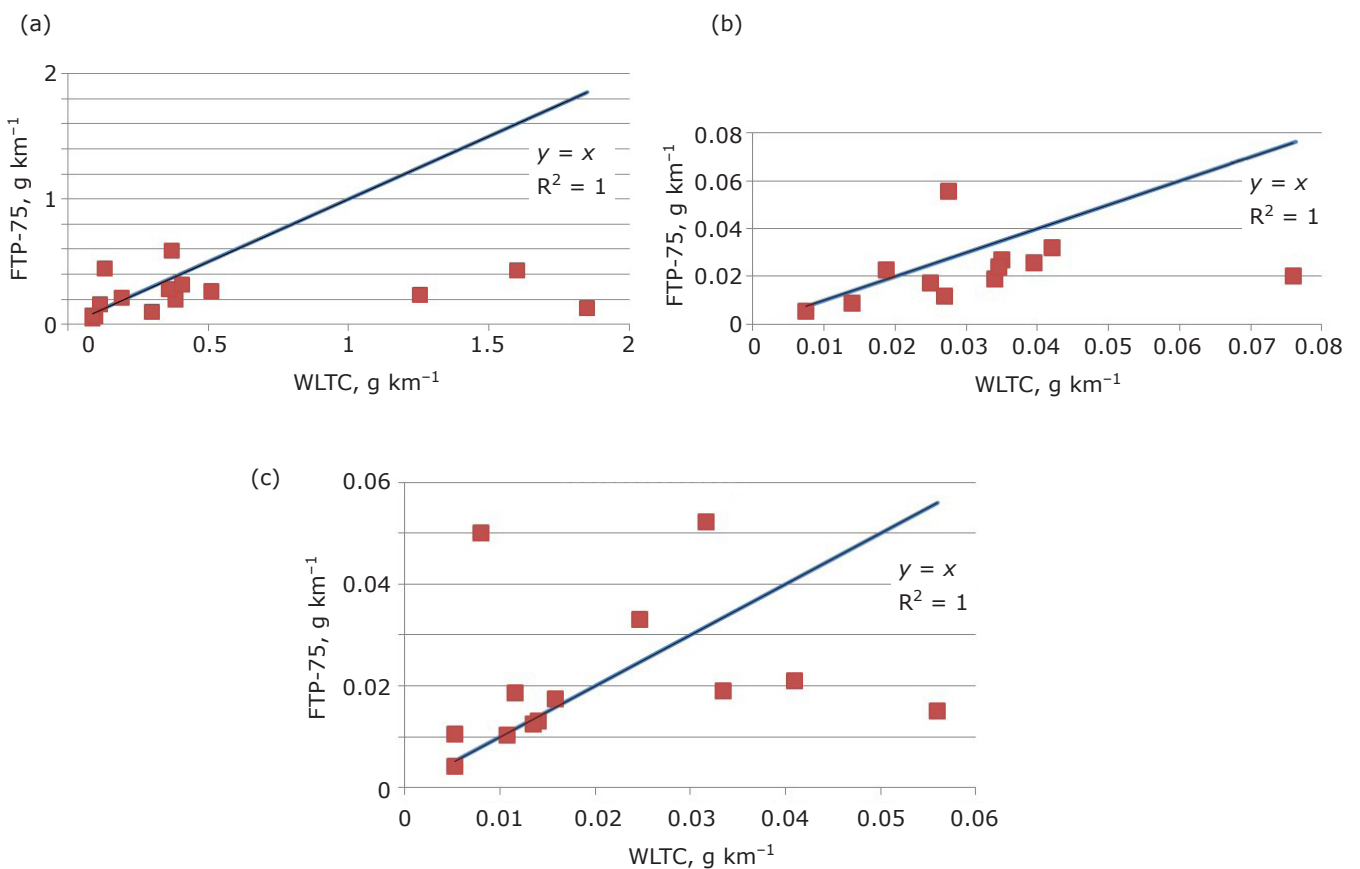 (a)
2
1
0
FTP-75, g km⁻¹
y = x
R² = 1
0 0.5 1 1.5 2
WLTC, g km⁻¹
(b)
0.08
0.06
0.04
0.02
0
FTP-75, g km⁻¹
y = x
R² = 1
0 0.01 0.02 0.03 0.04 0.05 0.06 0.07 0.08
WLTC, g km⁻¹
(c)
0.06
0.04
0.02
0
FTP-75, g km⁻¹
y = x
R² = 1
0 0.01 0.02 0.03 0.04 0.05 0.06
WLTC, g km⁻¹